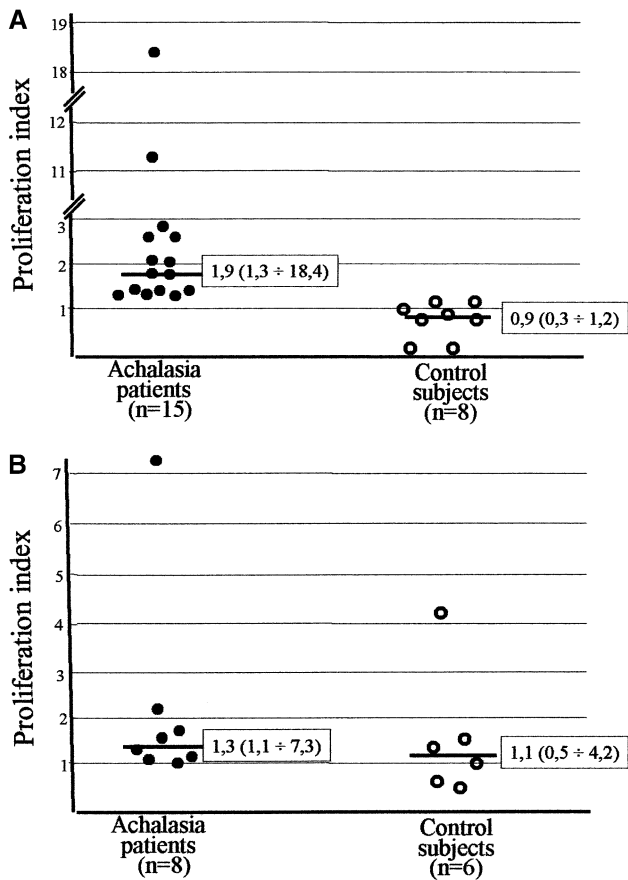 A
Proliferation index
19
18
12
11
3
2
1
1,9 (1,3 ÷ 18,4)
0,9 (0,3 ÷ 1,2)
Achalasia
patients
(n=15)
Control
subjects
(n=8)
B
Proliferation index
7
6
5
4
3
2
1
1,3 (1,1 ÷ 7,3)
1,1 (0,5 ÷ 4,2)
Achalasia
patients
(n=8)
Control
subjects
(n=6)